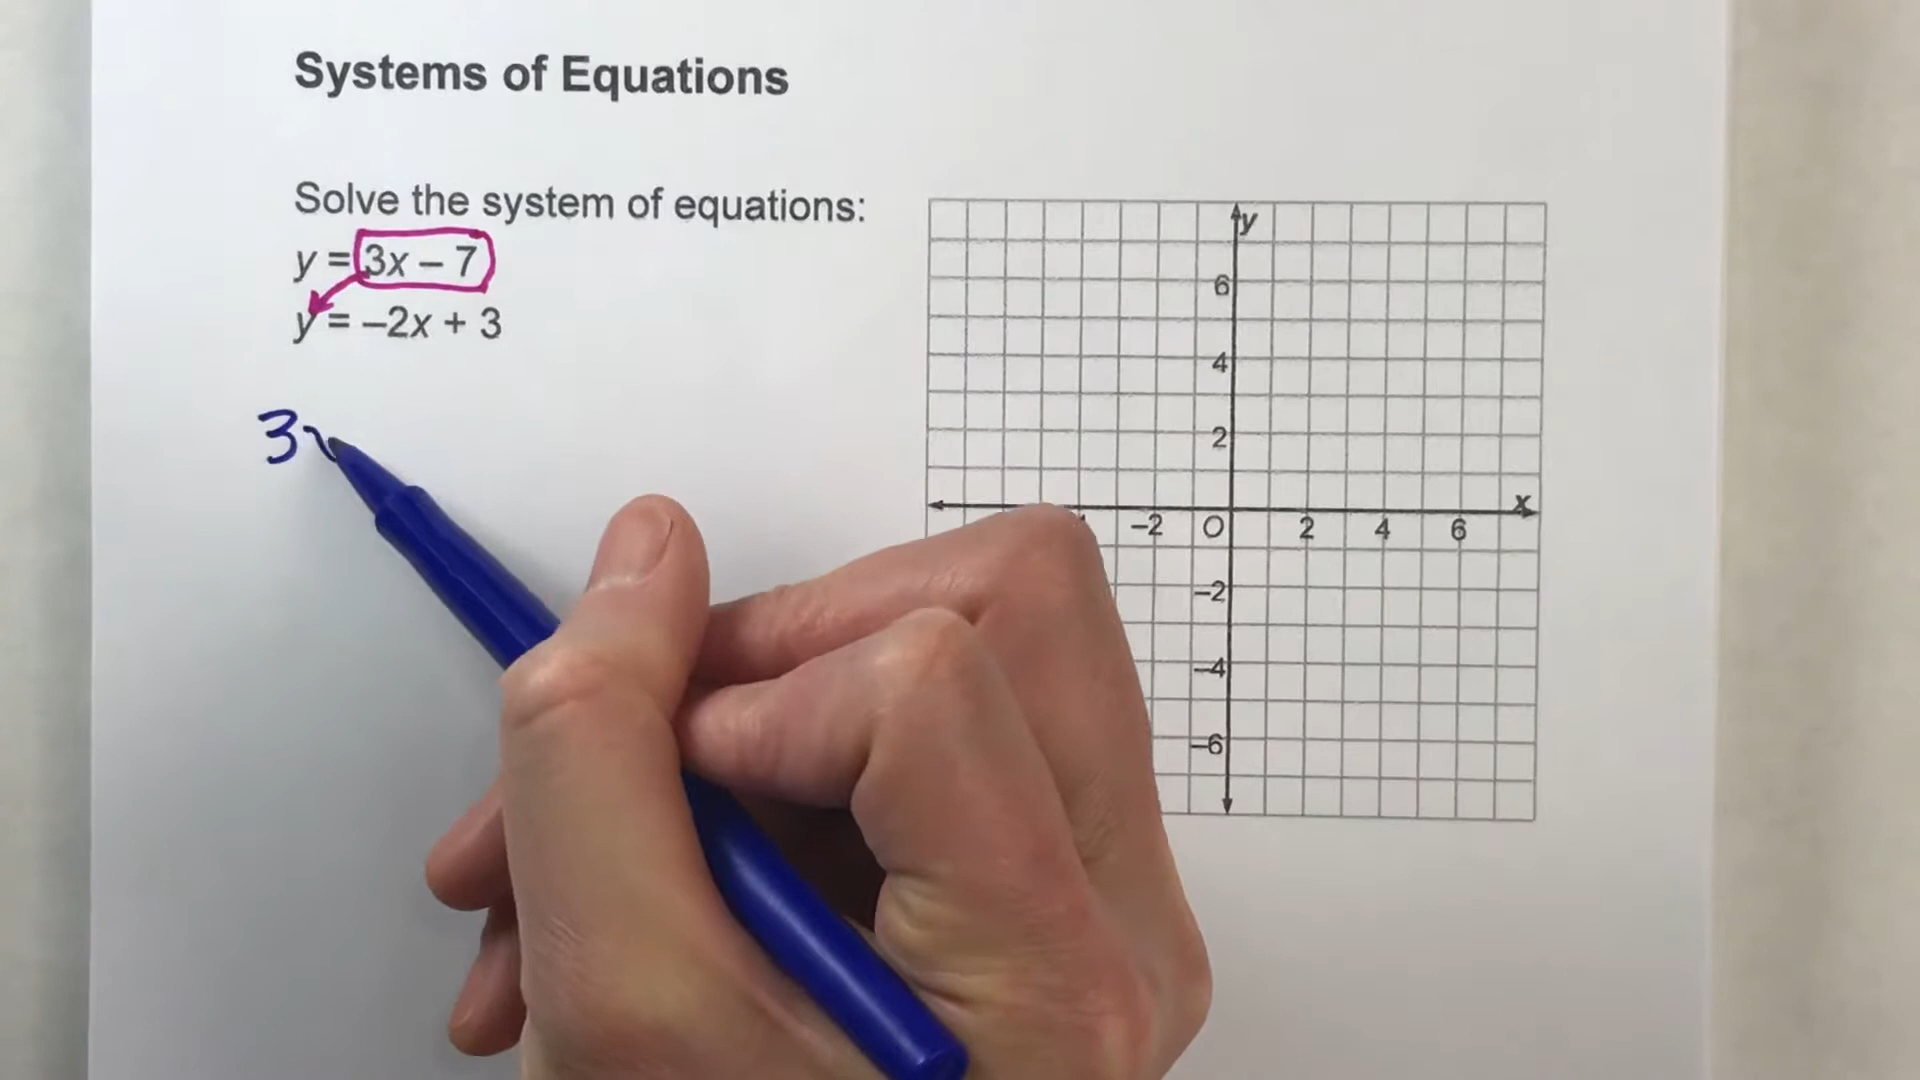 Systems of Equations
Solve the system of equations:
y = 3x – 7
y = –2x + 3
3x
y
6
4
2
x
–2 O 2 4 6
–2
–4
–6